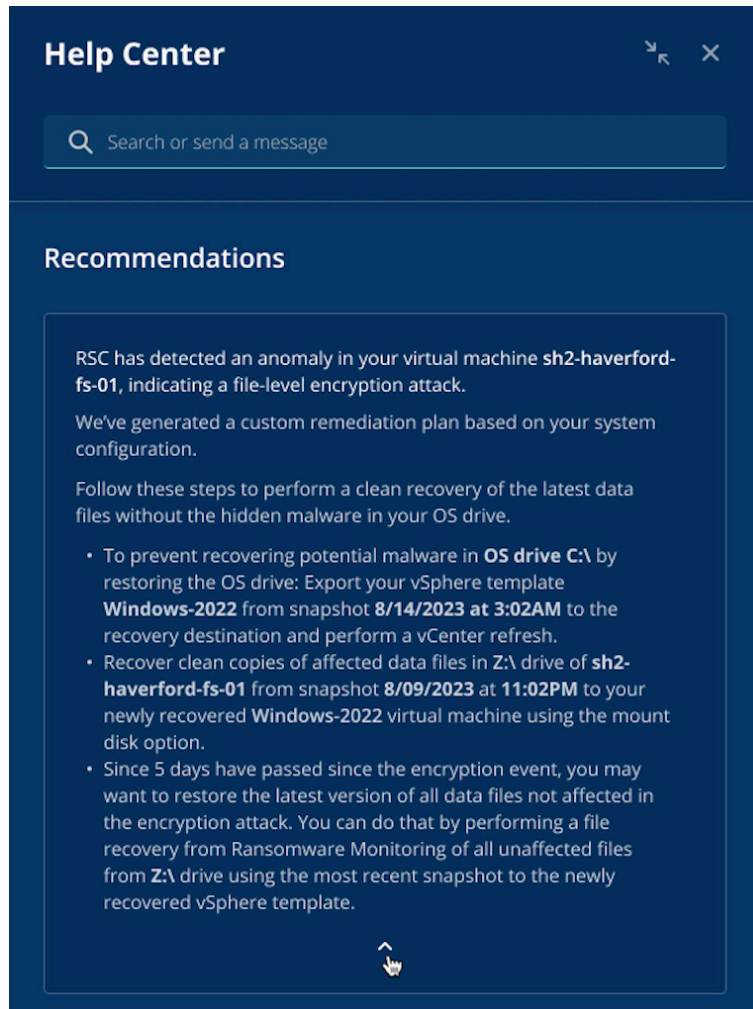 Help Center
Search or send a message
Recommendations
RSC has detected an anomaly in your virtual machine sh2-haverford-
fs-01, indicating a file-level encryption attack.
We’ve generated a custom remediation plan based on your system
configuration.
Follow these steps to perform a clean recovery of the latest data
files without the hidden malware in your OS drive.
• To prevent recovering potential malware in OS drive C:\ by
restoring the OS drive: Export your vSphere template
Windows-2022 from snapshot 8/14/2023 at 3:02AM to the
recovery destination and perform a vCenter refresh.
• Recover clean copies of affected data files in Z:\ drive of sh2-
haverford-fs-01 from snapshot 8/09/2023 at 11:02PM to your
newly recovered Windows-2022 virtual machine using the mount
disk option.
• Since 5 days have passed since the encryption event, you may
want to restore the latest version of all data files not affected in
the encryption attack. You can do that by performing a file
recovery from Ransomware Monitoring of all unaffected files
from Z:\ drive using the most recent snapshot to the newly
recovered vSphere template.